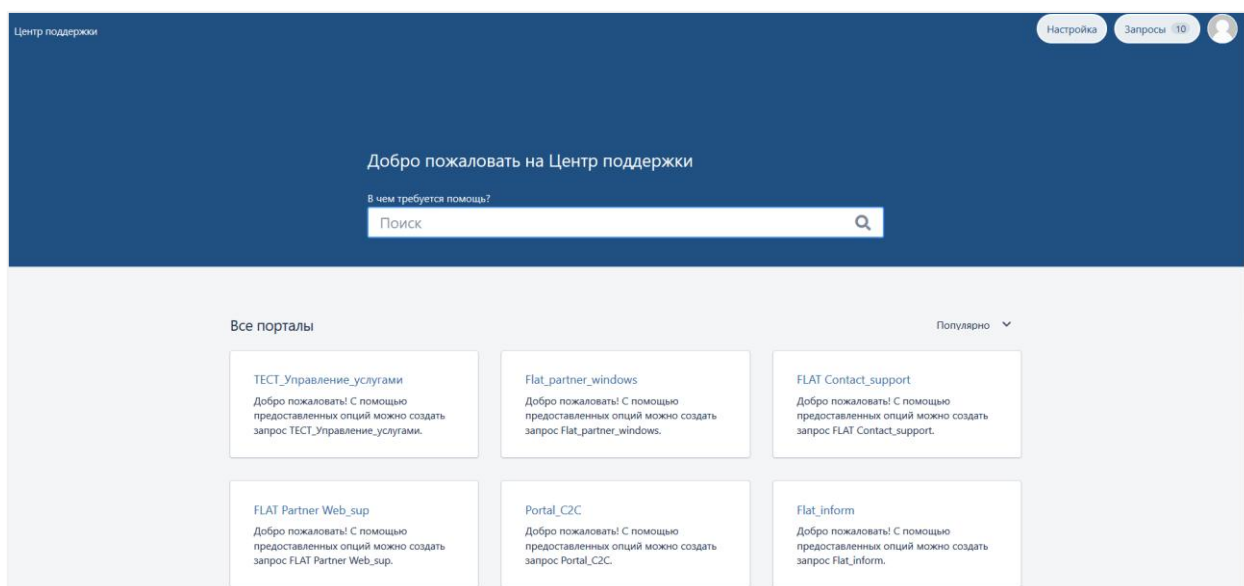 Центр поддержки
Настройка
Запросы 10
Добро пожаловать на Центр поддержки
В чем требуется помощь?
Поиск
Все порталы
Популярно
ТЕСТ_Управление_услугами
Добро пожаловать! С помощью
предоставленных опций можно создать
запрос ТЕСТ_Управление_услугами.
Flat_partner_windows
Добро пожаловать! С помощью
предоставленных опций можно создать
запрос Flat_partner_windows.
FLAT Contact_support
Добро пожаловать! С помощью
предоставленных опций можно создать
запрос FLAT Contact_support.
FLAT Partner Web_sup
Добро пожаловать! С помощью
предоставленных опций можно создать
запрос FLAT Partner Web_sup.
Portal_C2C
Добро пожаловать! С помощью
предоставленных опций можно создать
запрос Portal_C2C.
Flat_inform
Добро пожаловать! С помощью
предоставленных опций можно создать
запрос Flat_inform.